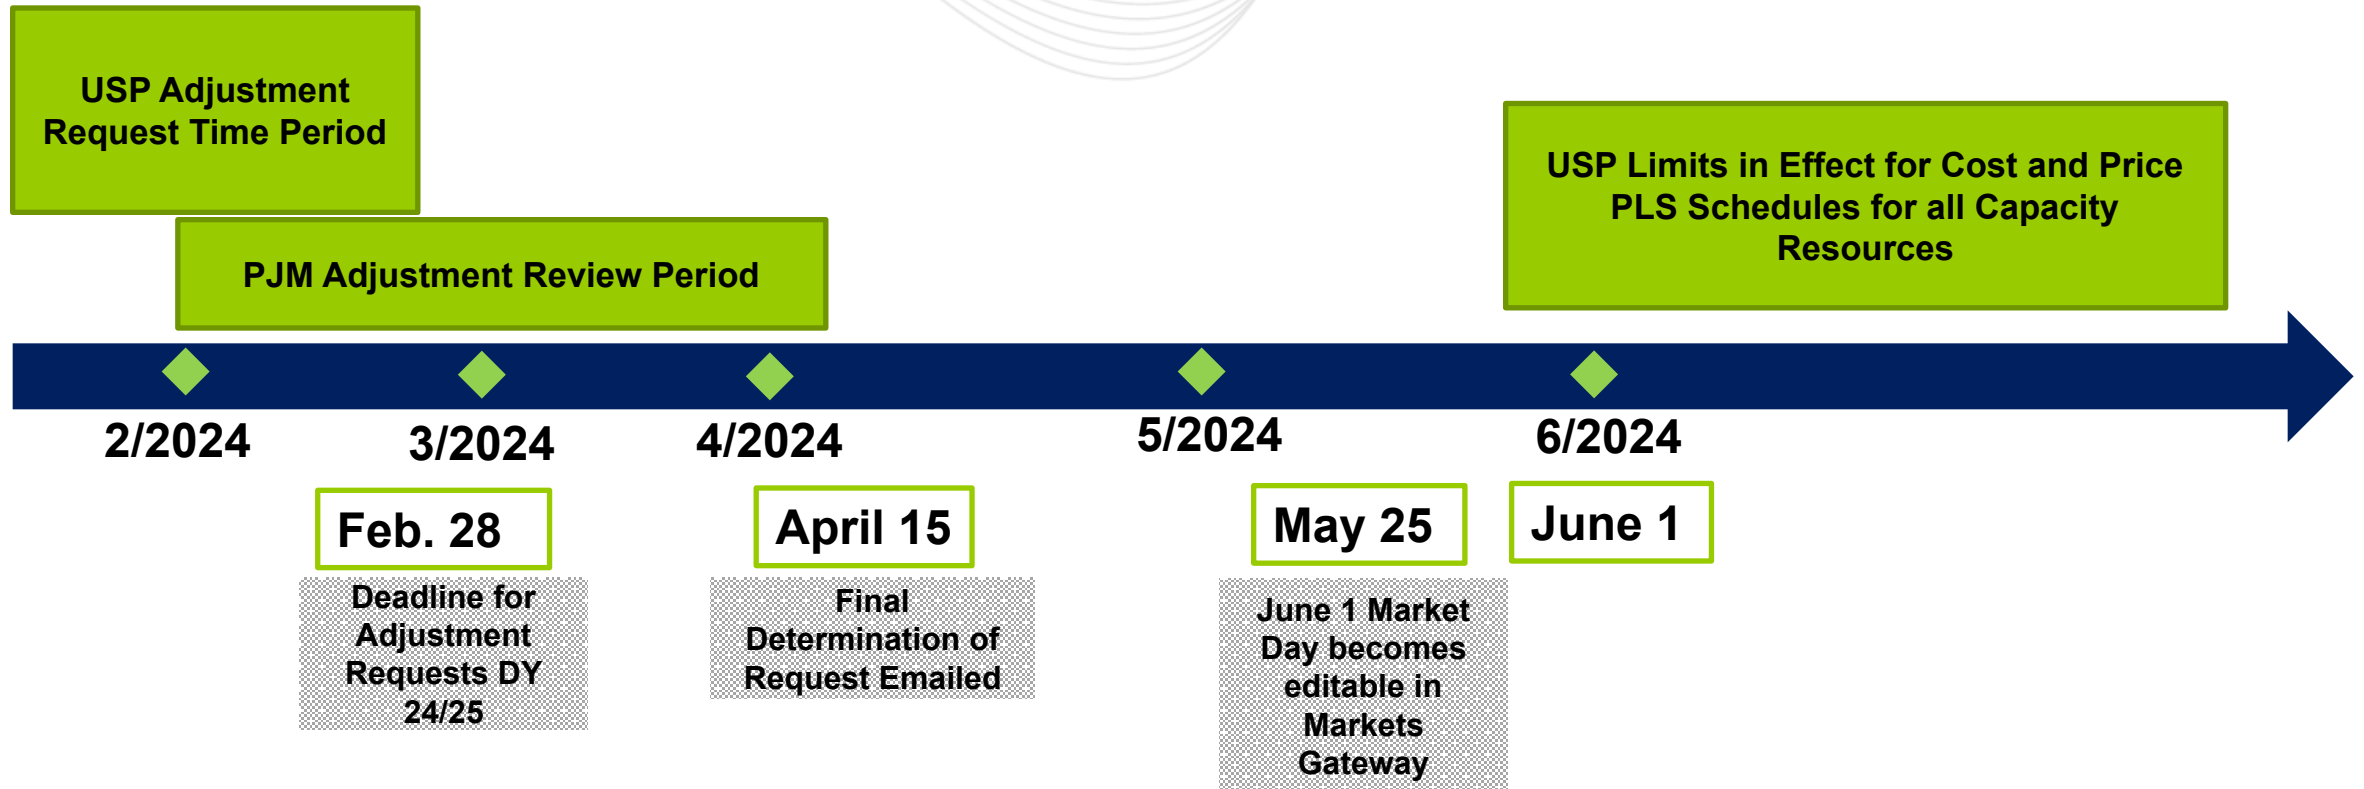 USP Adjustment
Request Time Period
PJM Adjustment Review Period
USP Limits in Effect for Cost and Price
PLS Schedules for all Capacity
Resources
2/2024
3/2024
4/2024
5/2024
6/2024
Feb. 28
Deadline for
Adjustment
Requests DY
24/25
April 15
Final
Determination of
Request Emailed
May 25
June 1 Market
Day becomes
editable in
Markets
Gateway
June 1